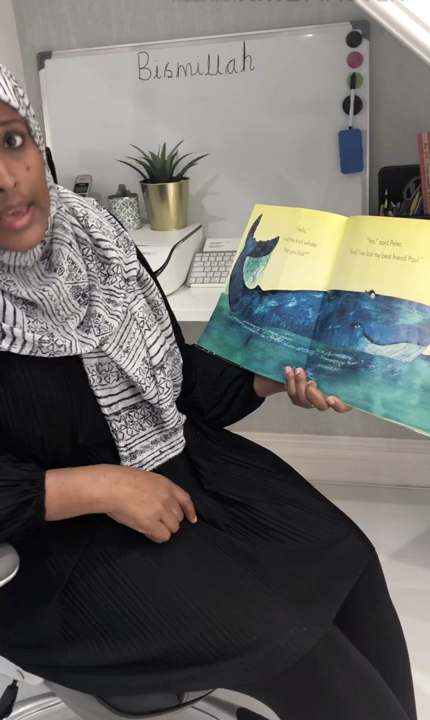 Bismillah
"Hello,"
said the kind whale.
"Are you lost?"
"Yes," said Peter.
"And I've lost my best friend Paul."